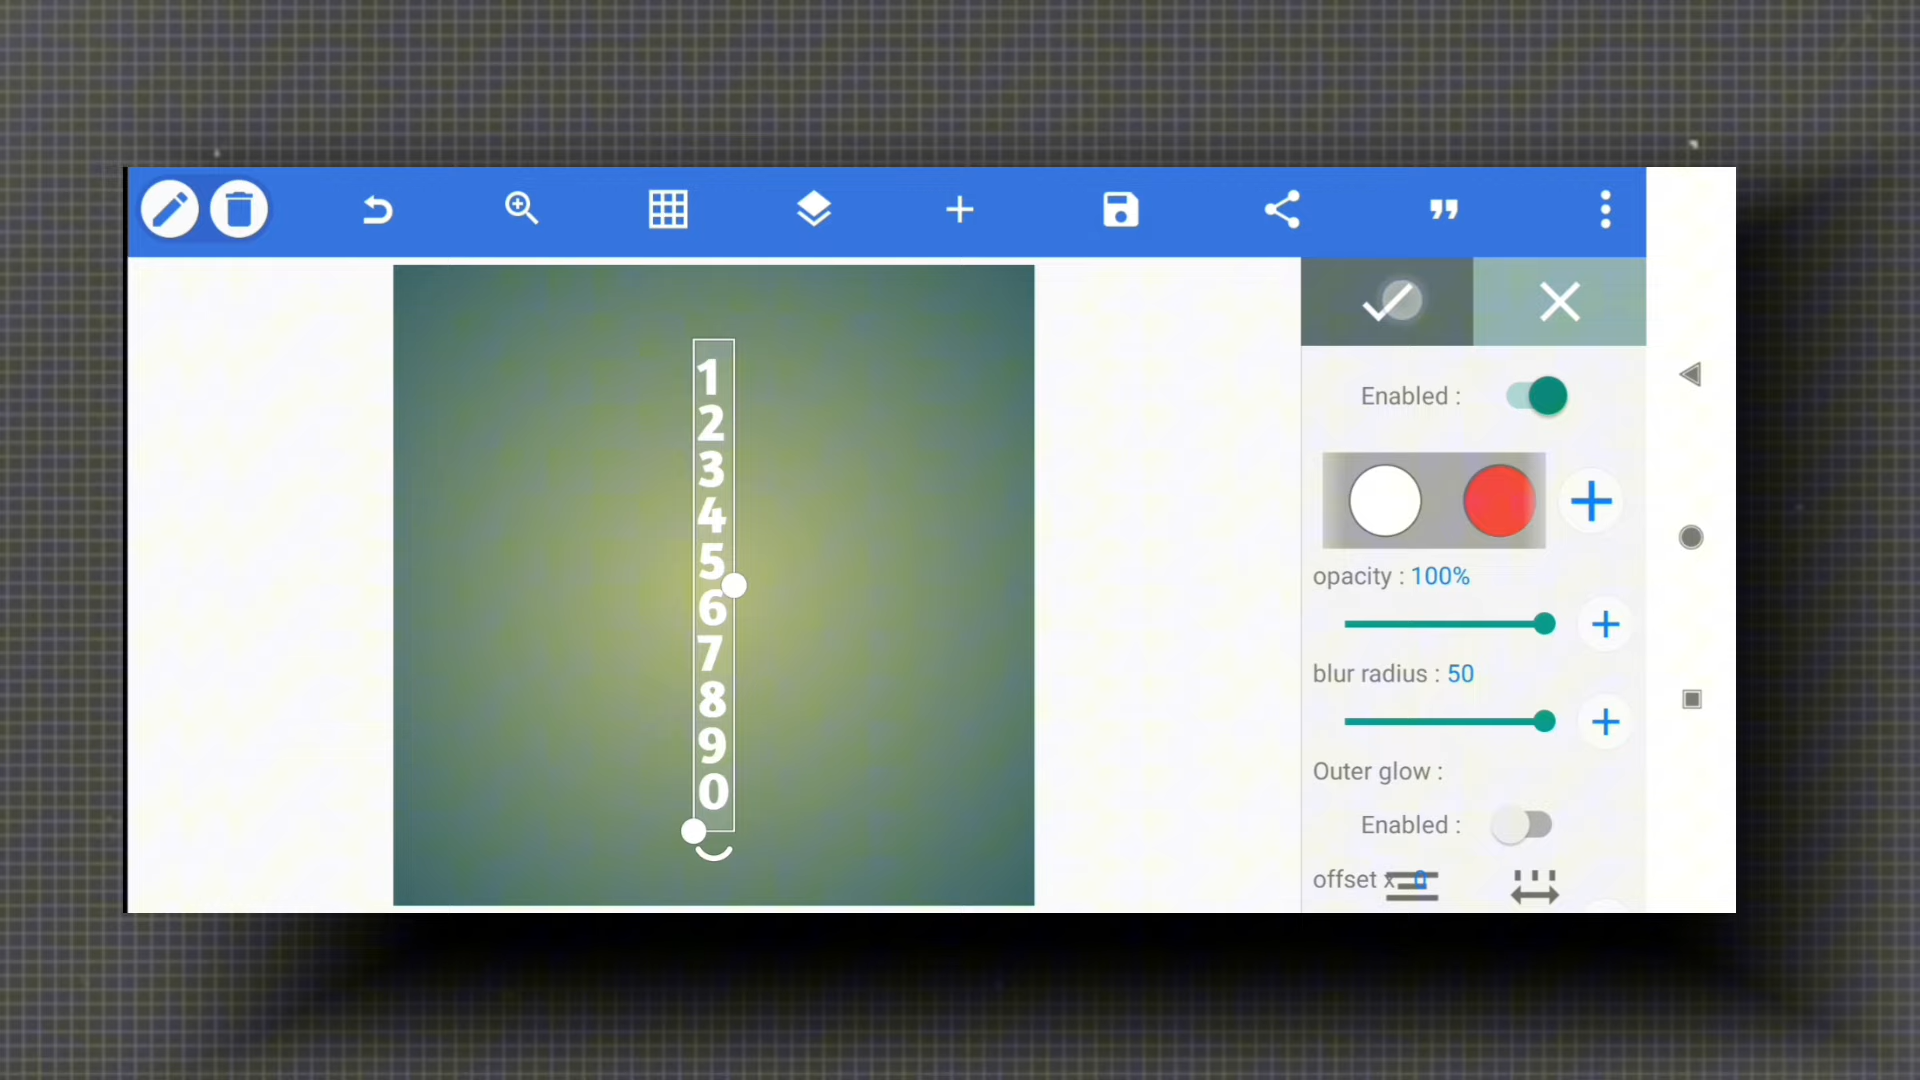 1
2
3
4
5
6
7
8
9
0
Enabled :
opacity : 100%
blur radius : 50
Outer glow :
Enabled :
offset x : 0